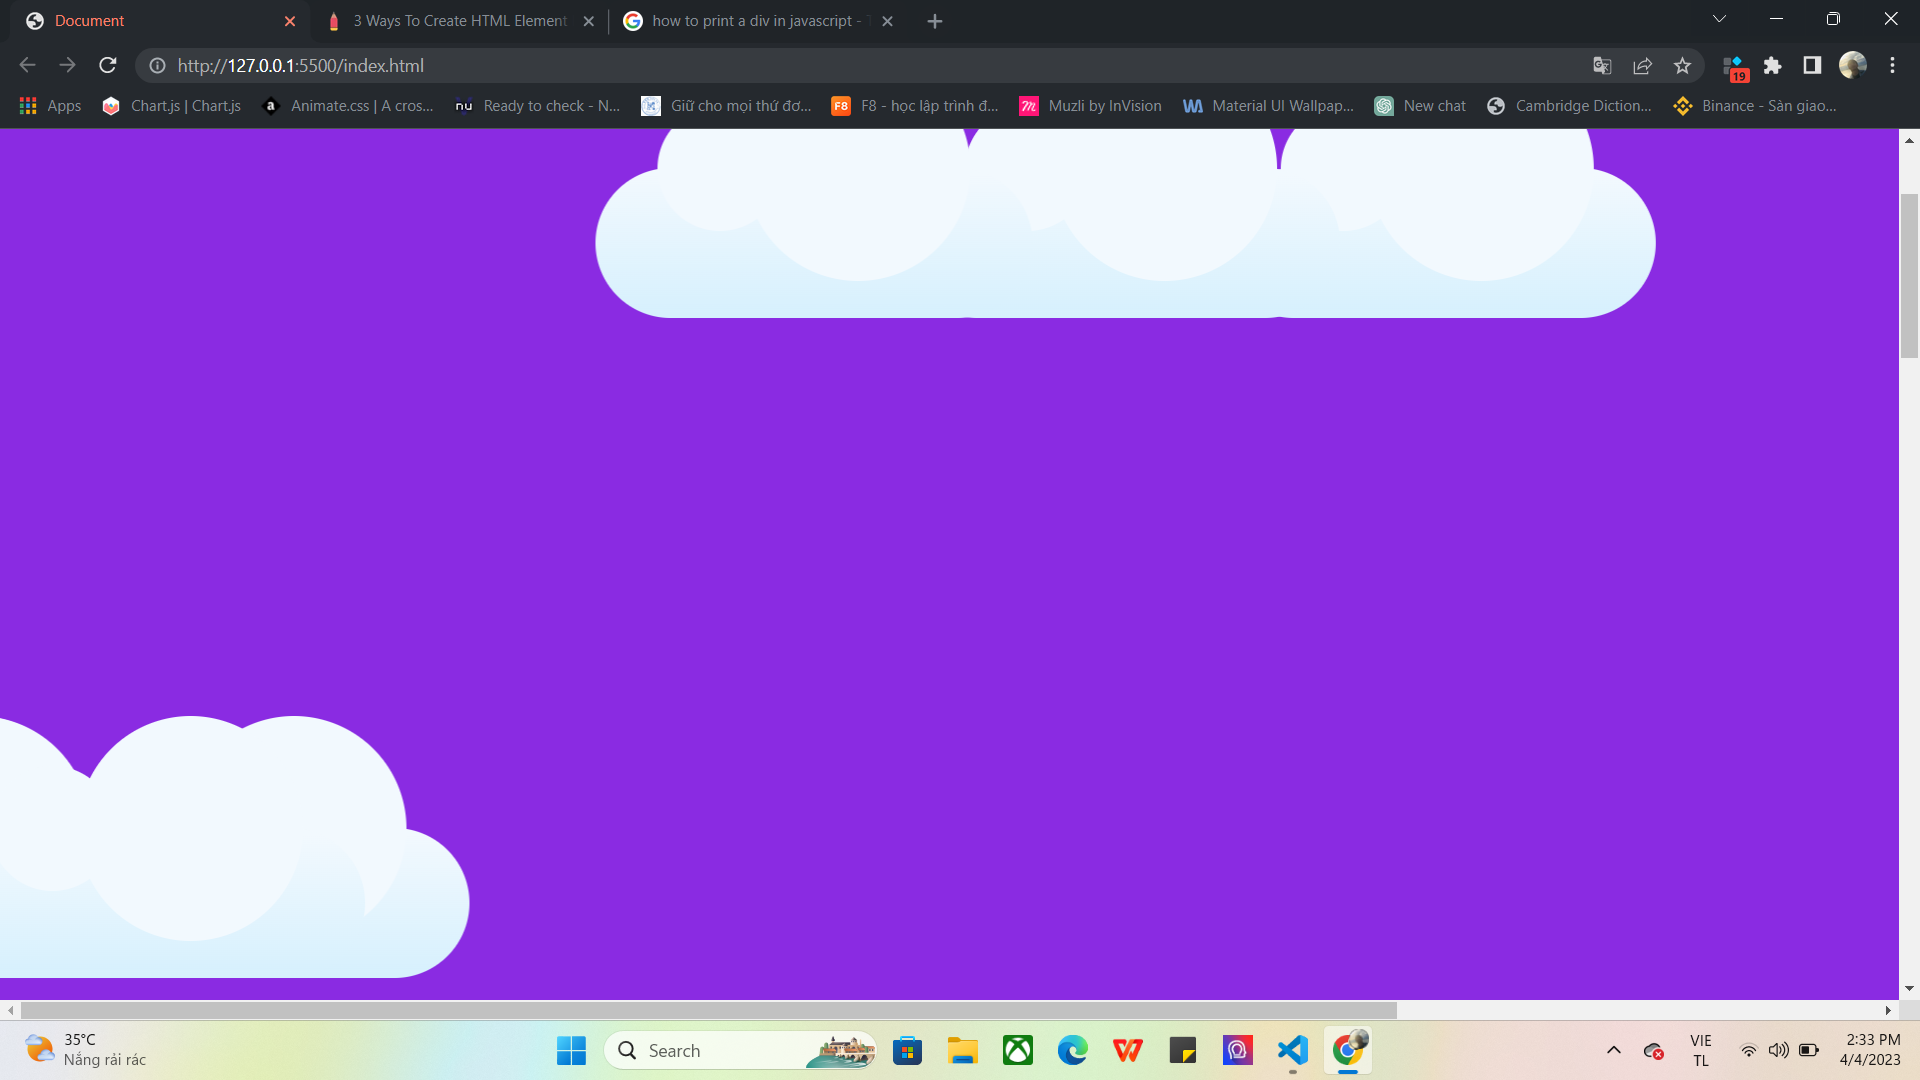 Document
3 Ways To Create HTML Element
how to print a div in javascript - T
http://127.0.0.1:5500/index.html
19
Apps
Chart.js | Chart.js
a
Animate.css | A cros...
nu
Ready to check - N...
Giữ cho mọi thứ đơ...
F8
F8 - học lập trình đ...
m
Muzli by InVision
Material UI Wallpap...
New chat
Cambridge Diction...
Binance - Sàn giao...
35°C
Nắng rải rác
Search
VIE
TL
2:33 PM
4/4/2023